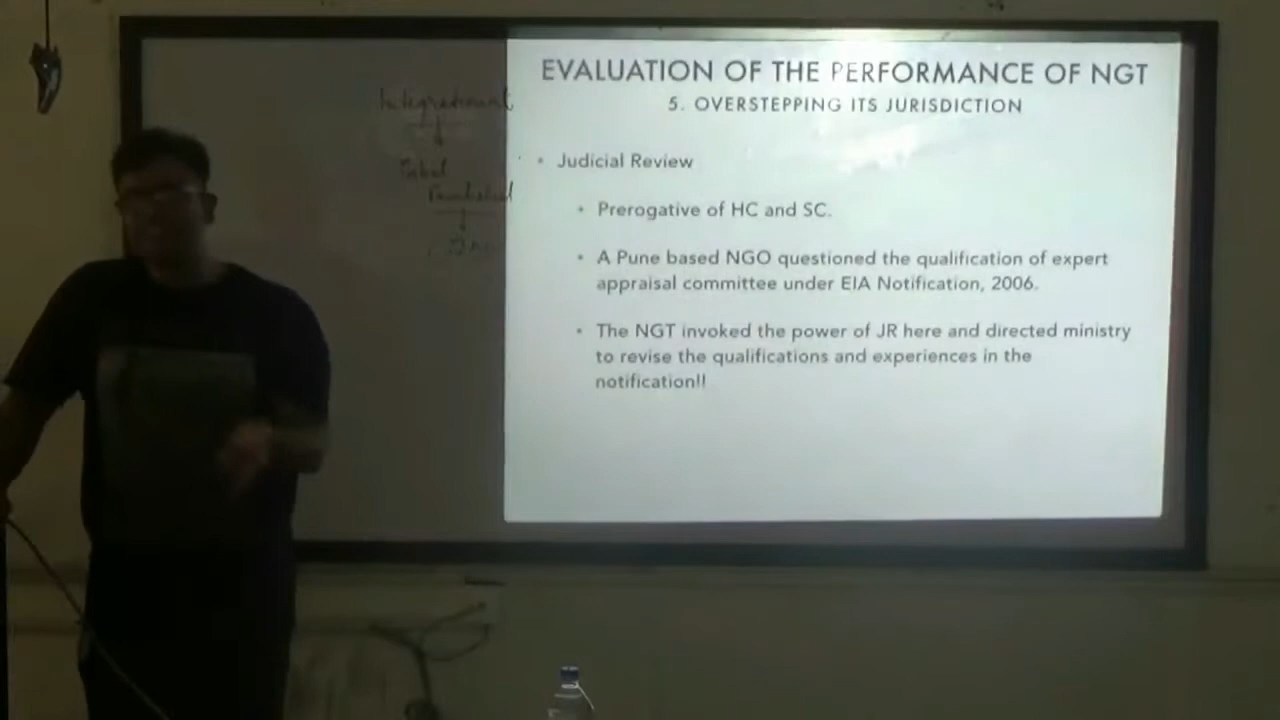 EVALUATION OF THE PERFORMANCE OF NGT
5. OVERSTEPPING ITS JURISDICTION
• Judicial Review
• Prerogative of HC and SC.
• A Pune based NGO questioned the qualification of expert
appraisal committee under EIA Notification, 2006.
• The NGT invoked the power of JR here and directed ministry
to revise the qualifications and experiences in the
notification!!